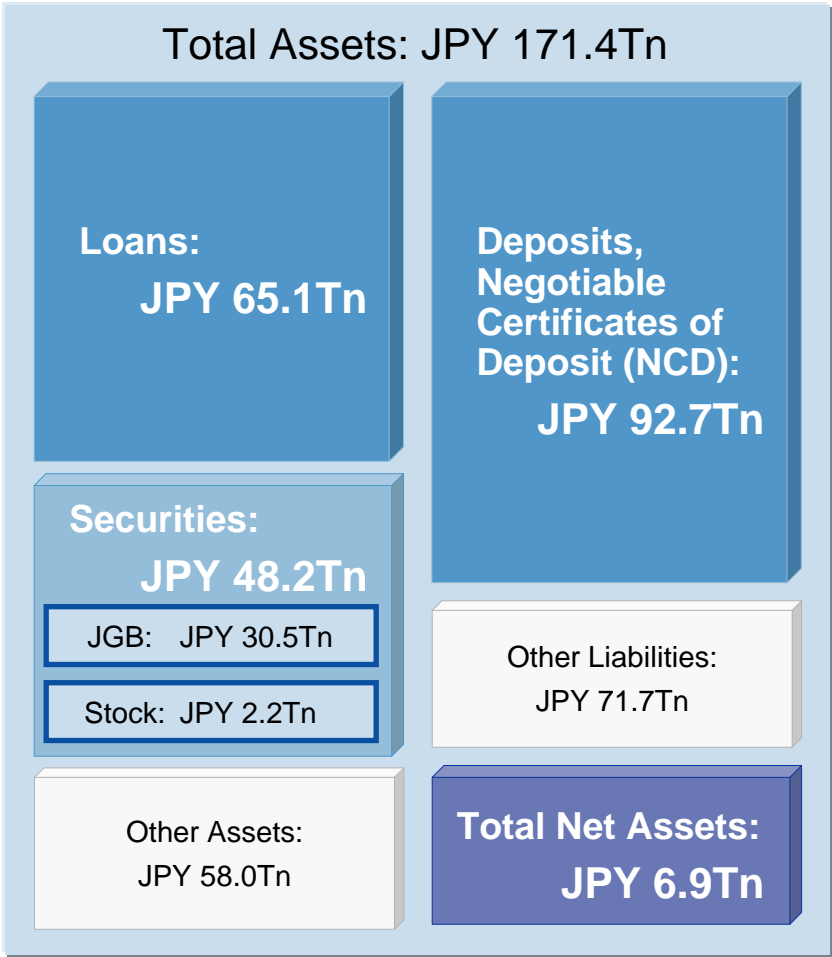 Total Assets: JPY 171.4Tn
Loans:
JPY 65.1Tn
Securities:
JPY 48.2Tn
JGB: JPY 30.5Tn
Stock: JPY 2.2Tn
Other Assets:
JPY 58.0Tn
Deposits,
Negotiable
Certificates of
Deposit (NCD):
JPY 92.7Tn
Other Liabilities:
JPY 71.7Tn
Total Net Assets:
JPY 6.9Tn